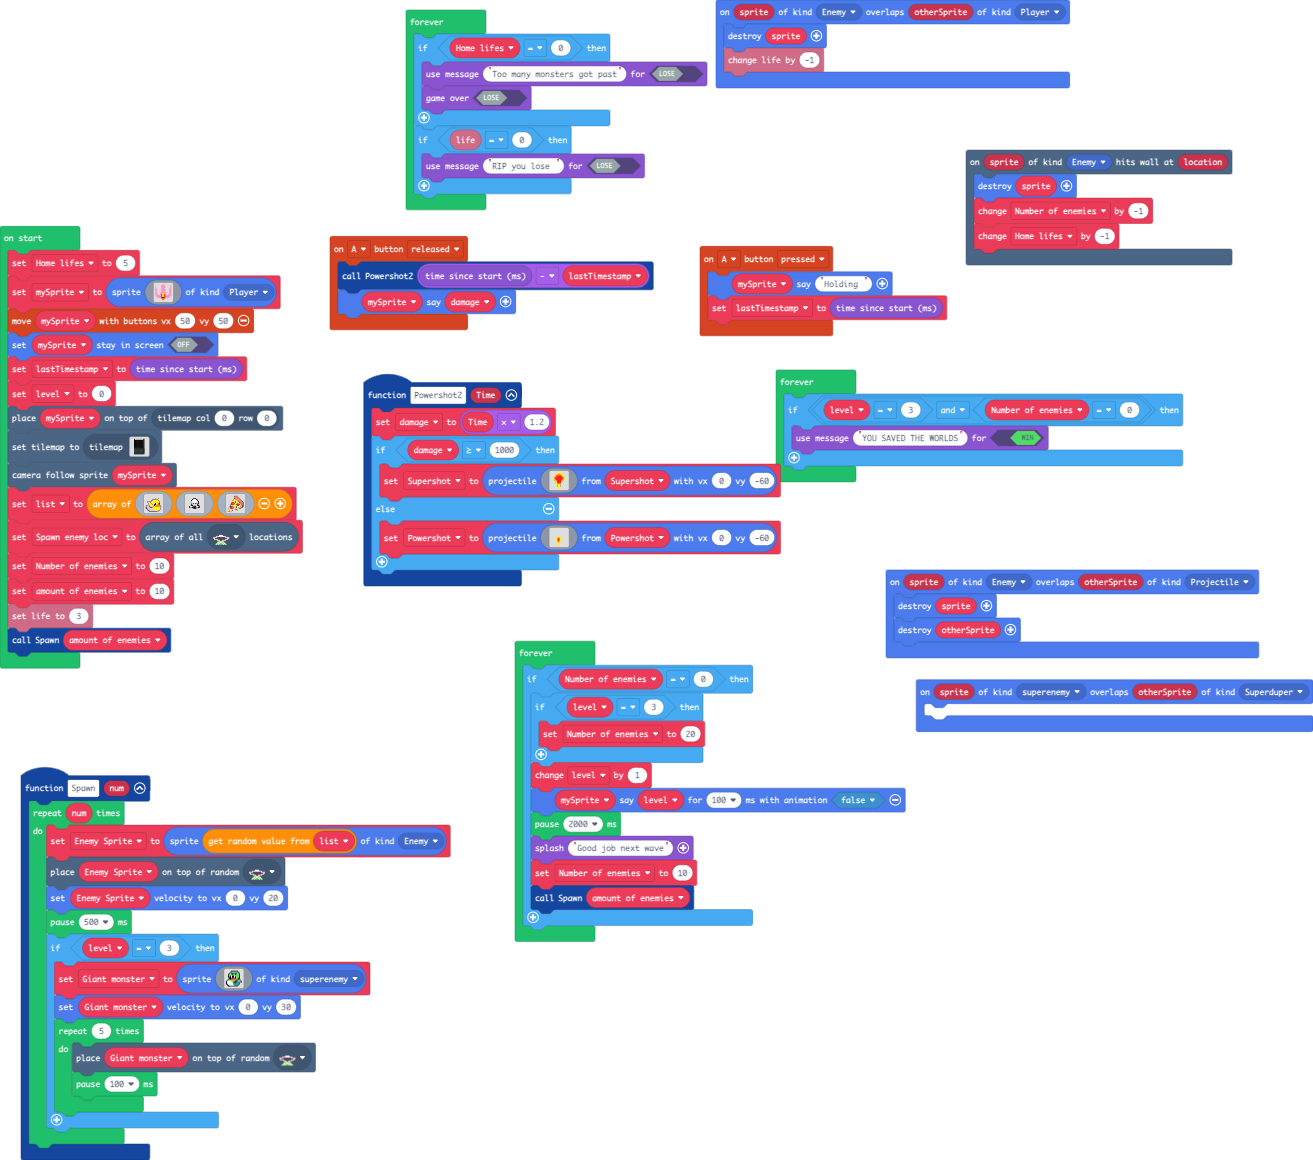 forever
if Home lifes = 0 then
use message "Too many monsters got past" for LOSE
game over LOSE
if life = 0 then
use message "RIP you lose " for LOSE
on sprite of kind Enemy overlaps otherSprite of kind Player
destroy sprite
change life by -1
on sprite of kind Enemy hits wall at location
destroy sprite
change Number of enemies by -1
change Home lifes by -1
on start
set Home lifes to 5
set mySprite to sprite of kind Player
move mySprite with buttons vx 50 vy 50
set mySprite stay in screen OFF
set lastTimestamp to time since start (ms)
set level to 0
place mySprite on top of tilemap col 0 row 0
set tilemap to tilemap
camera follow sprite mySprite
set list to array of
set Spawn enemy loc to array of all locations
set Number of enemies to 10
set amount of enemies to 10
set life to 3
call Spawn amount of enemies
on A button released
call Powershot2 time since start (ms) - lastTimestamp
mySprite say damage
on A button pressed
mySprite say "Holding "
set lastTimestamp to time since start (ms)
function Powershot2 Time
set damage to Time x 1.2
if damage ≥ 1000 then
set Supershot to projectile from Supershot with vx 0 vy -60
else
set Powershot to projectile from Powershot with vx 0 vy -60
forever
if level = 3 and Number of enemies = 0 then
use message "YOU SAVED THE WORLDS" for WIN
on sprite of kind Enemy overlaps otherSprite of kind Projectile
destroy sprite
destroy otherSprite
on sprite of kind superenemy overlaps otherSprite of kind Superduper
forever
if Number of enemies = 0 then
if level = 3 then
set Number of enemies to 20
change level by 1
mySprite say level for 100 ms with animation false
pause 2000 ms
splash "Good job next wave"
set Number of enemies to 10
call Spawn amount of enemies
function Spawn num
repeat num times
do
set Enemy Sprite to sprite get random value from list of kind Enemy
place Enemy Sprite on top of random
set Enemy Sprite velocity to vx 0 vy 20
pause 500 ms
if level = 3 then
set Giant monster to sprite of kind superenemy
set Giant monster velocity to vx 0 vy 30
repeat 5 times
do
place Giant monster on top of random
pause 100 ms